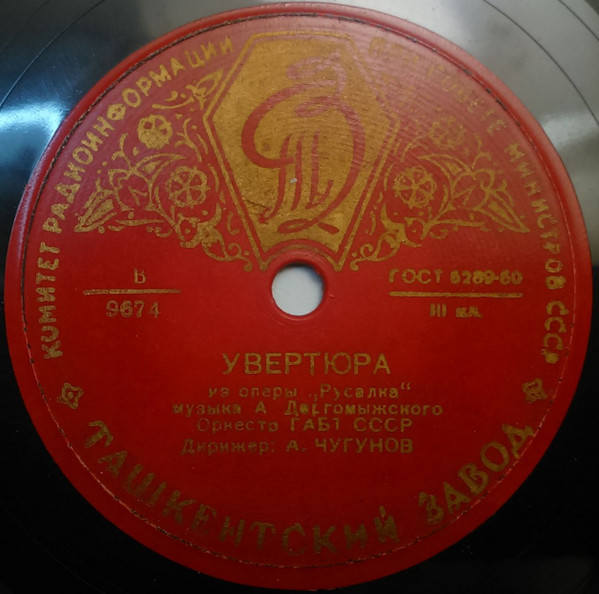 КОМИТЕТ РАДИОИНФОРМАЦИИ ПРИ СОВЕТЕ МИНИСТРОВ СССР
В
9674
ГОСТ 5289-50
III кл.
УВЕРТЮРА
из оперы „Русалка“
музыка А Даргомыжского
Оркестр ГАБТ СССР
Дирижер: А. ЧУГУНОВ
ТАШКЕНТСКИЙ ЗАВОД